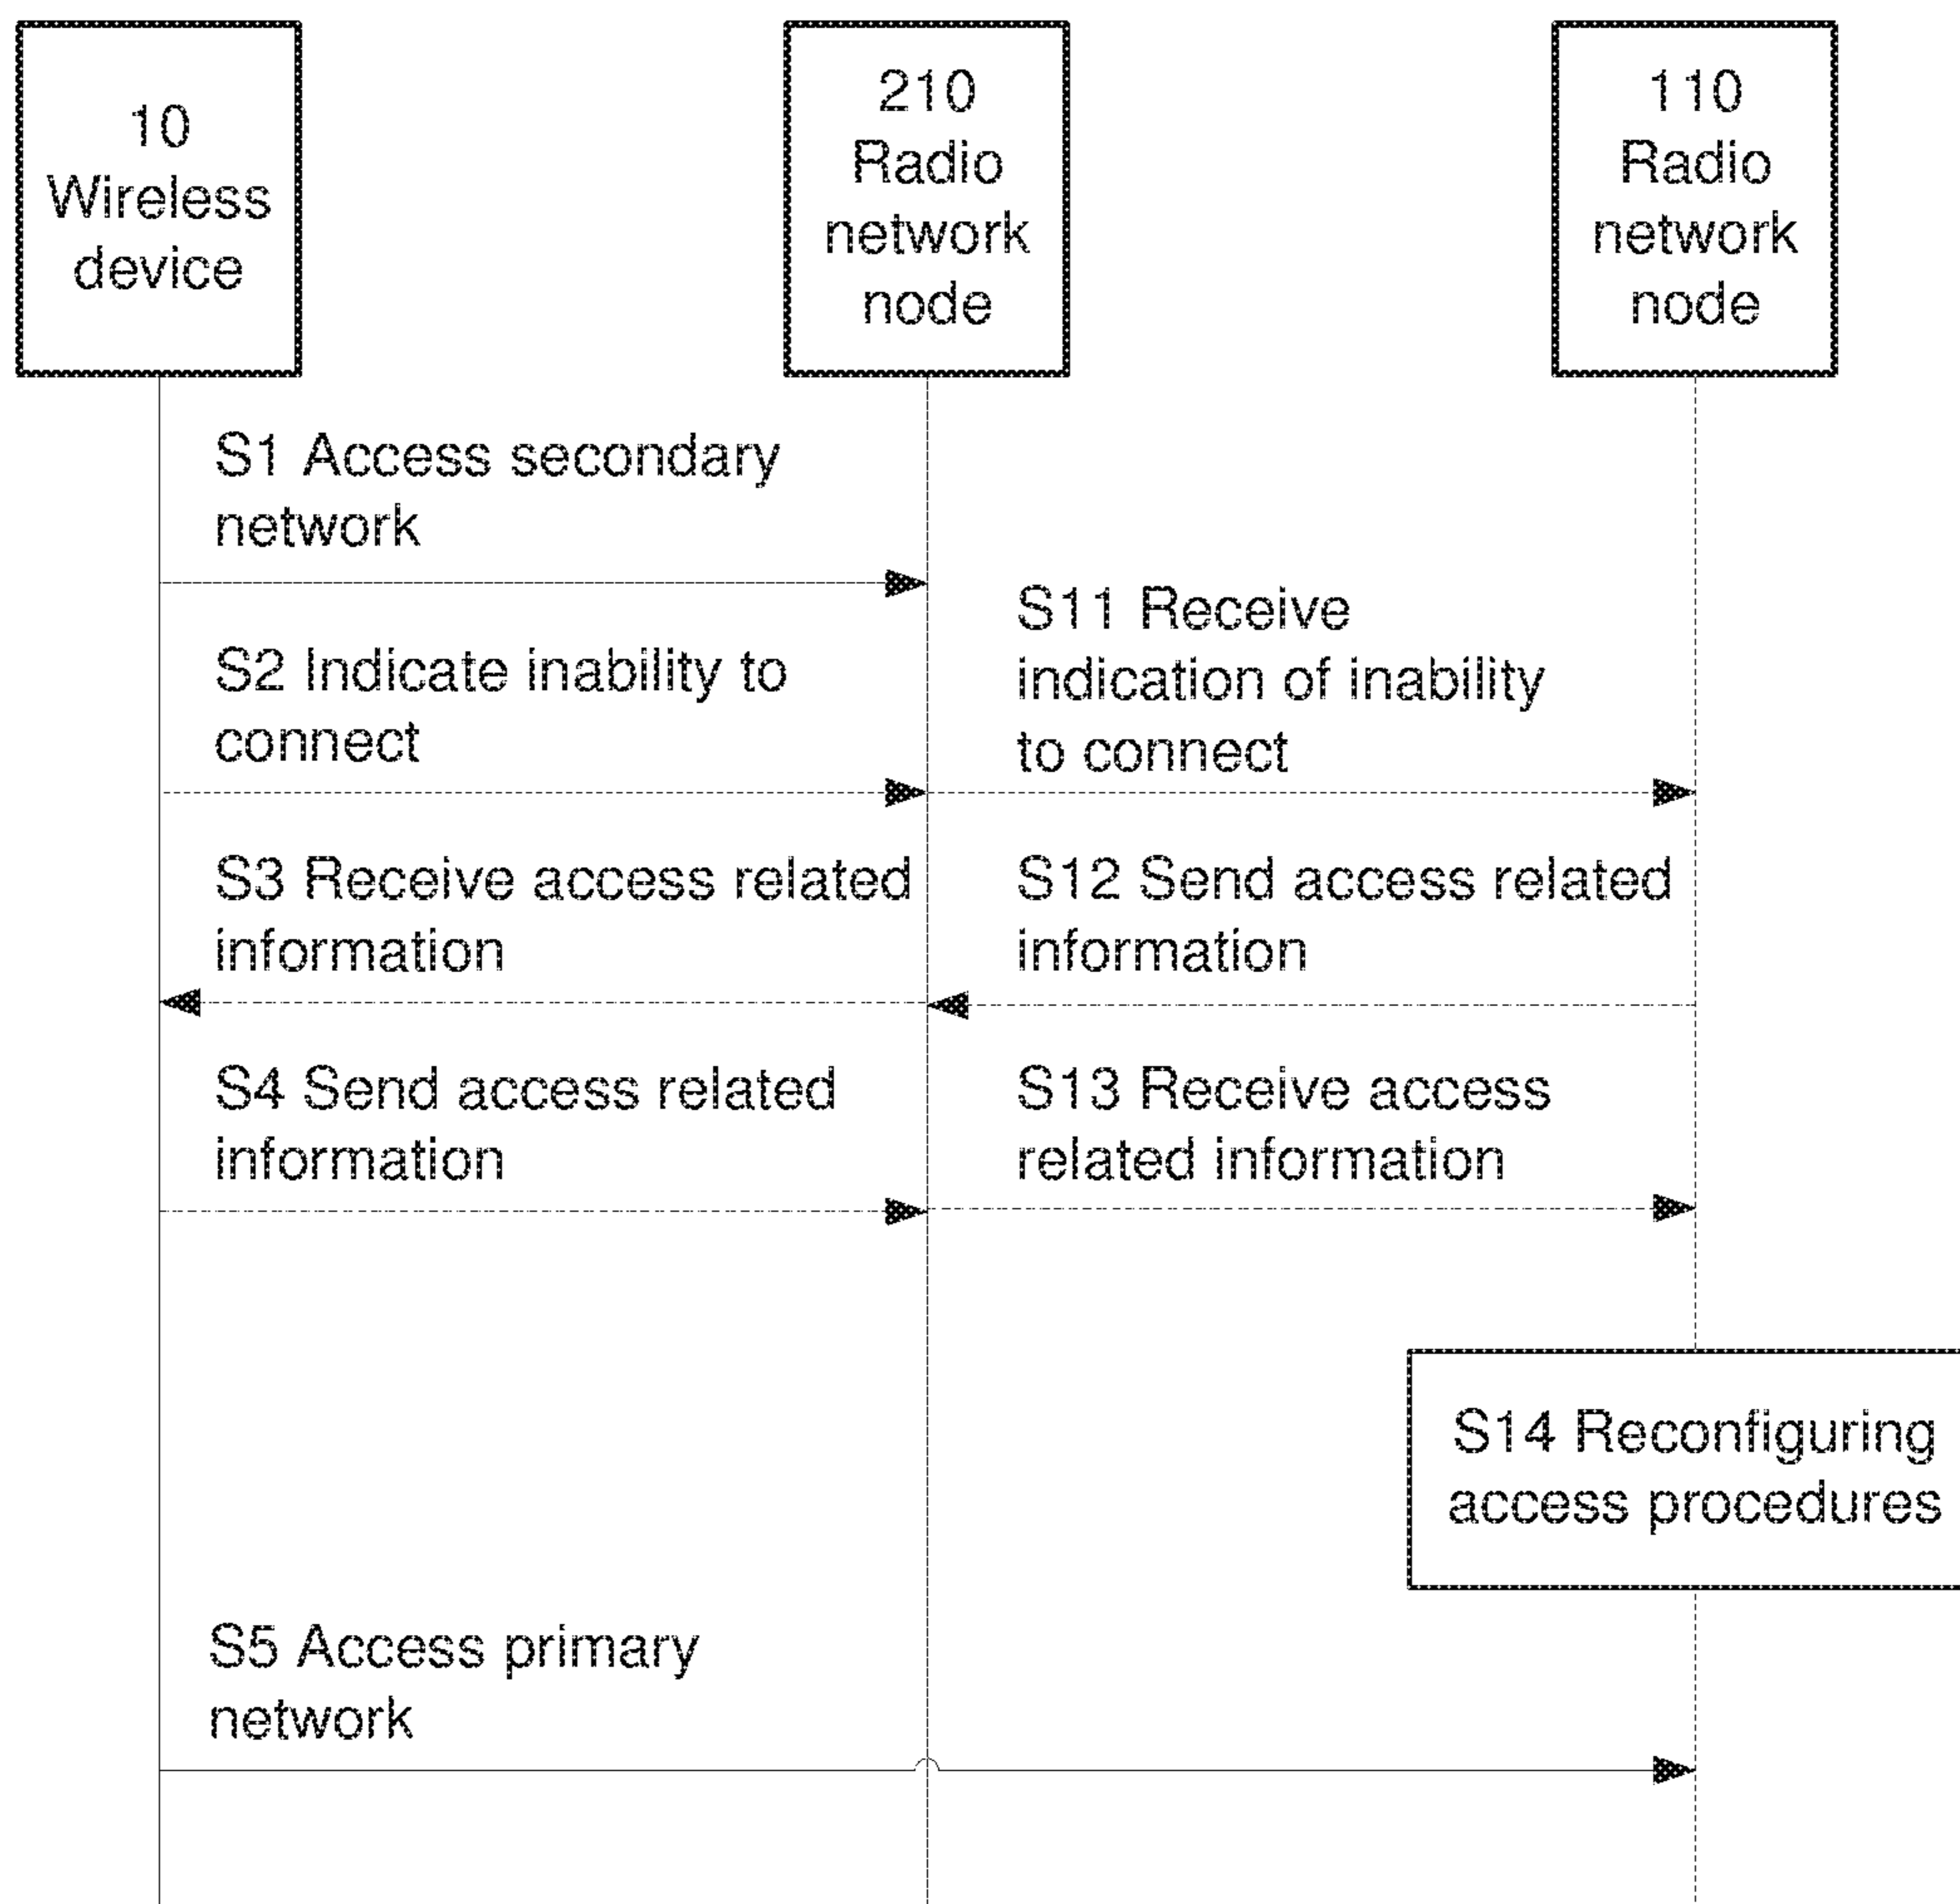 10
Wireless
device
210
Radio
network
node
110
Radio
network
node
S1 Access secondary
network
S2 Indicate inability to
connect
S11 Receive
indication of inability
to connect
S3 Receive access related
information
S12 Send access related
information
S4 Send access related
information
S13 Receive access
related information
S14 Reconfiguring
access procedures
S5 Access primary
network